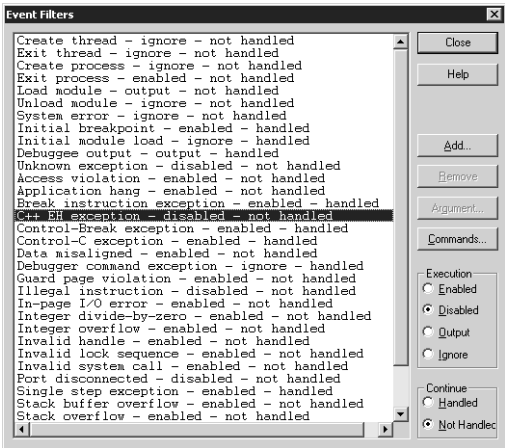 Event Filters
Create thread - ignore - not handled
Exit thread - ignore - not handled
Create process - ignore - not handled
Exit process - enabled - not handled
Load module - output - not handled
Unload module - ignore - not handled
System error - ignore - not handled
Initial breakpoint - enabled - handled
Initial module load - ignore - handled
Debuggee output - output - handled
Unknown exception - disabled - not handled
Access violation - enabled - not handled
Application hang - enabled - not handled
Break instruction exception - enabled - handled
C++ EH exception - disabled - not handled
Control-Break exception - enabled - handled
Control-C exception - enabled - handled
Data misaligned - enabled - not handled
Debugger command exception - ignore - handled
Guard page violation - enabled - not handled
Illegal instruction - disabled - not handled
In-page I/O error - enabled - not handled
Integer divide-by-zero - enabled - not handled
Integer overflow - enabled - not handled
Invalid handle - enabled - not handled
Invalid lock sequence - enabled - not handled
Invalid system call - enabled - not handled
Port disconnected - disabled - not handled
Single step exception - enabled - handled
Stack buffer overflow - enabled - not handled
Stack overflow - enabled - not handled
Close
Help
Add...
Remove
Argument...
Commands...
Execution
Enabled
Disabled
Output
Ignore
Continue
Handled
Not Handled